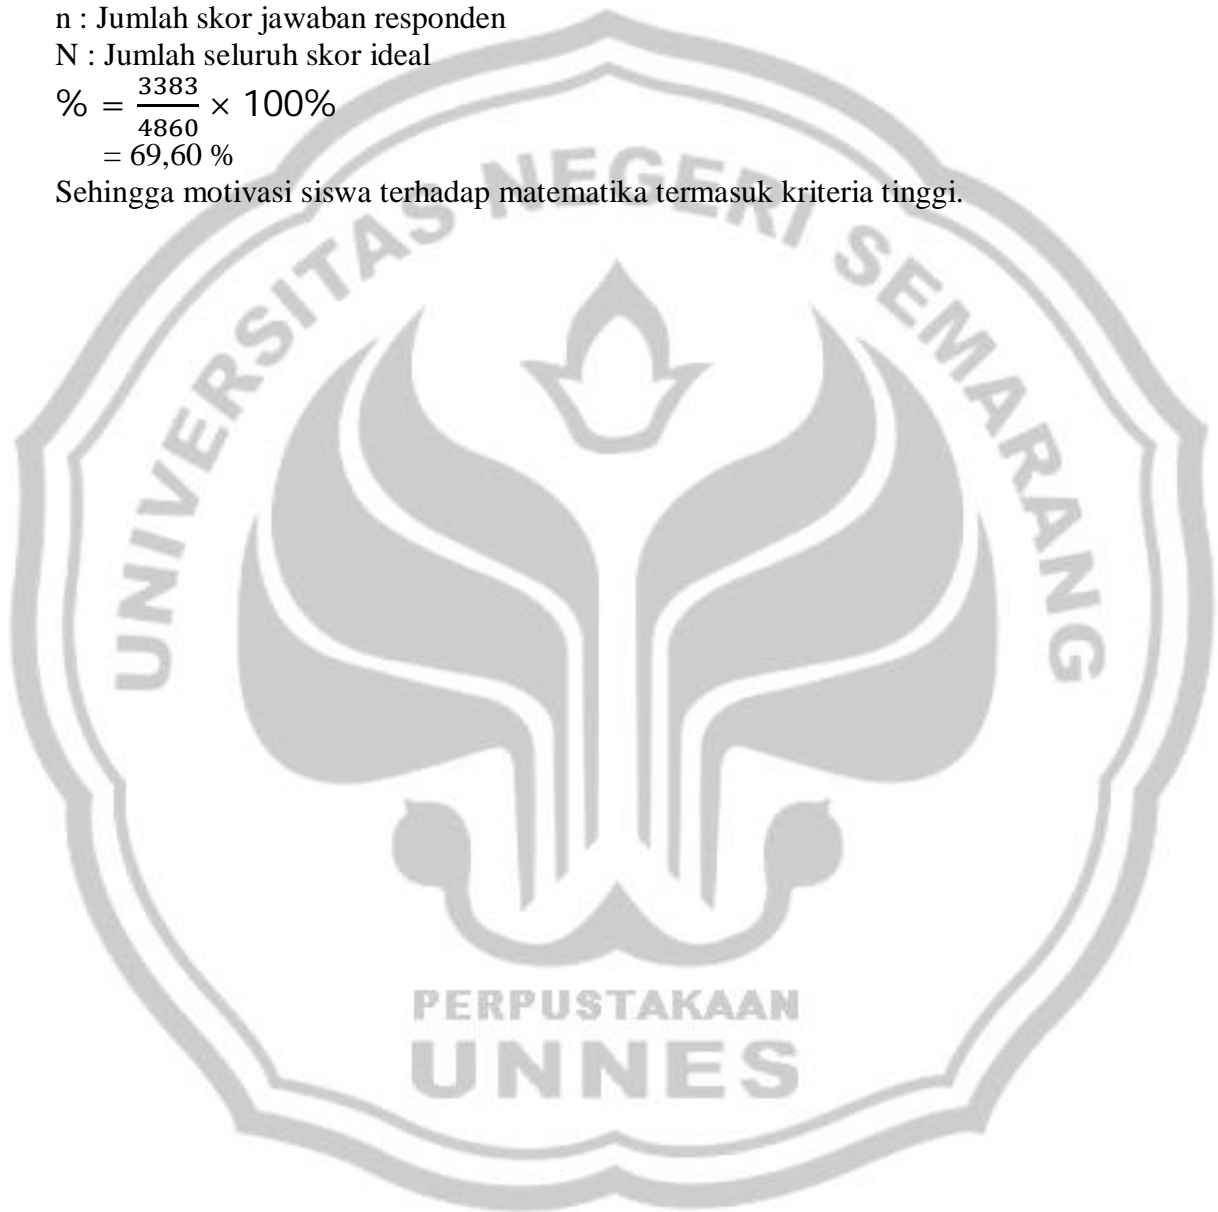 n : Jumlah skor jawaban responden
N : Jumlah seluruh skor ideal
% = 3383/4860 × 100%
= 69,60 %
Sehingga motivasi siswa terhadap matematika termasuk kriteria tinggi.
UNIVERSITAS NEGERI SEMARANG
PERPUSTAKAAN
UNNES